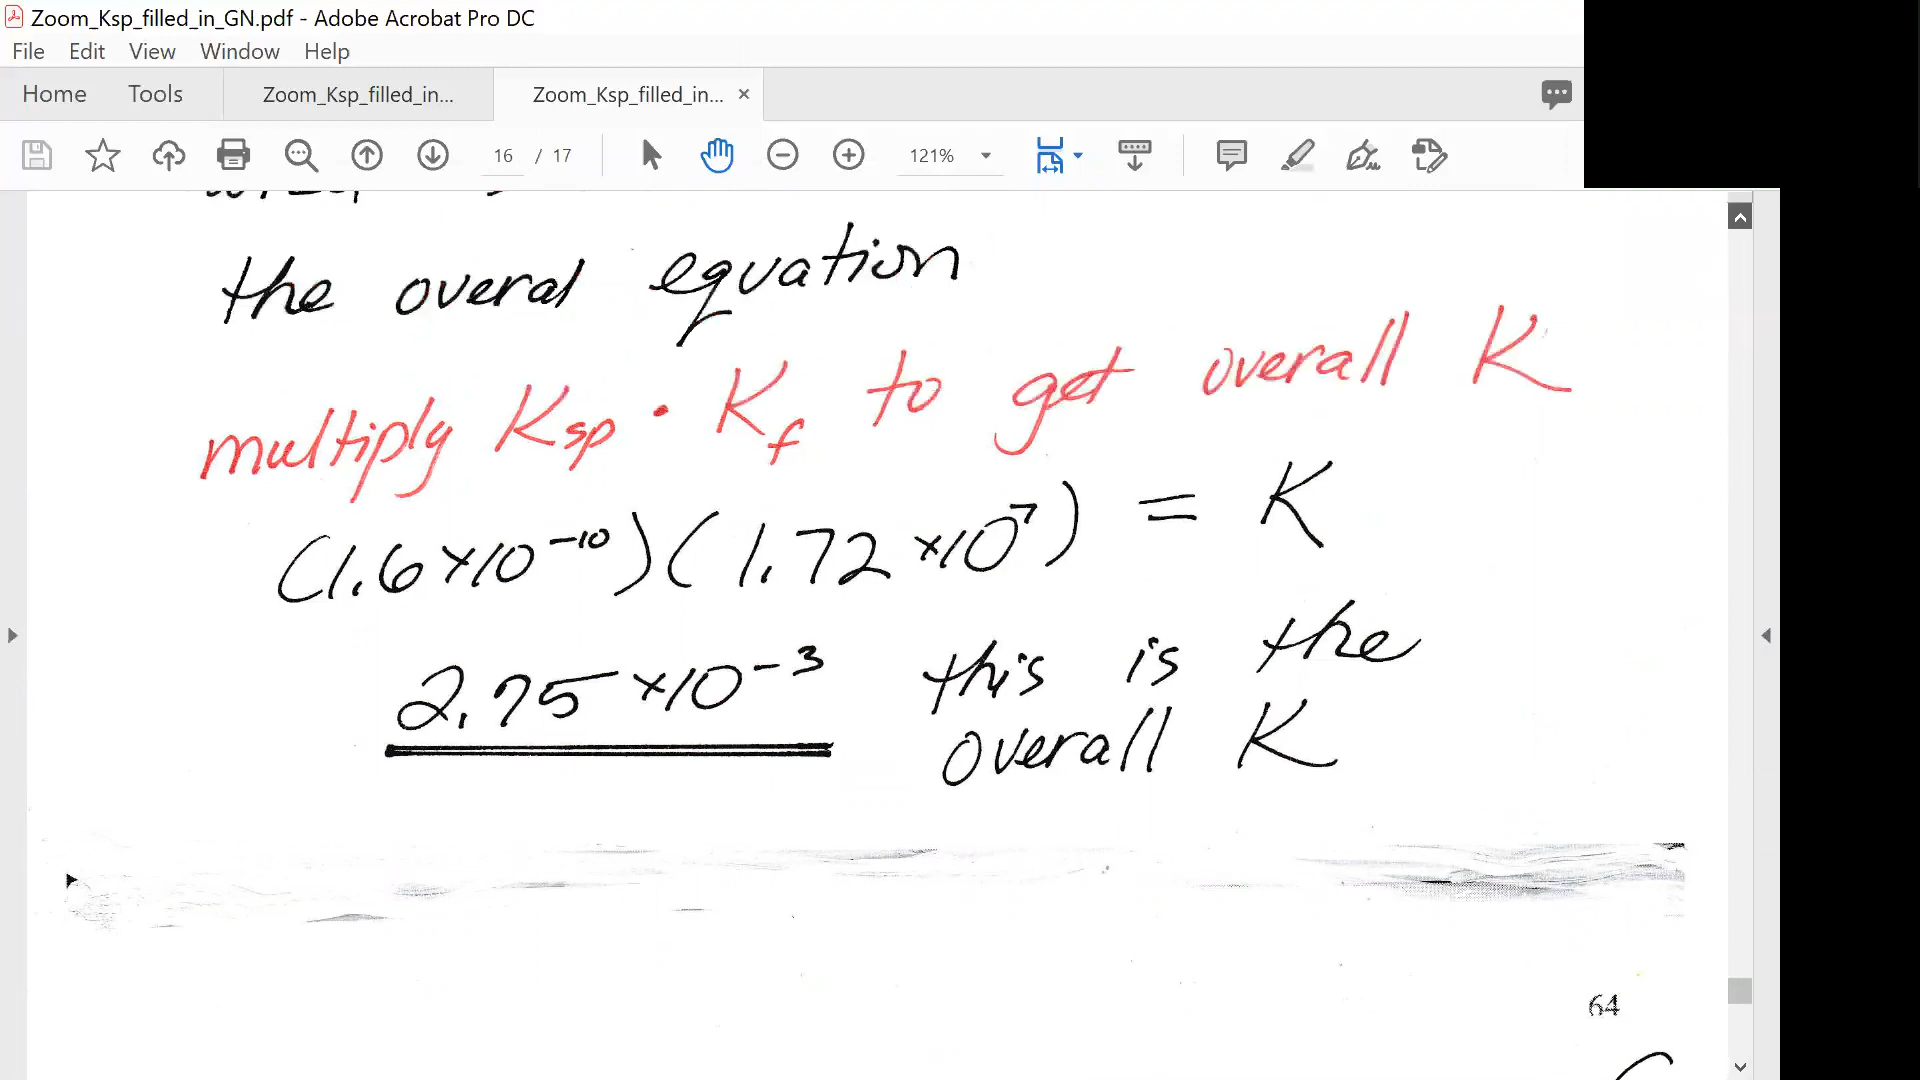 Zoom_Ksp_filled_in_GN.pdf - Adobe Acrobat Pro DC
File Edit View Window Help
Home Tools Zoom_Ksp_filled_in... Zoom_Ksp_filled_in... ×
16 / 17 121%
the overal equation
multiply Ksp · Kf to get overall K
(1.6×10⁻¹⁰)(1.72×10⁷) = K
2.75×10⁻³ this is the
overall K
64